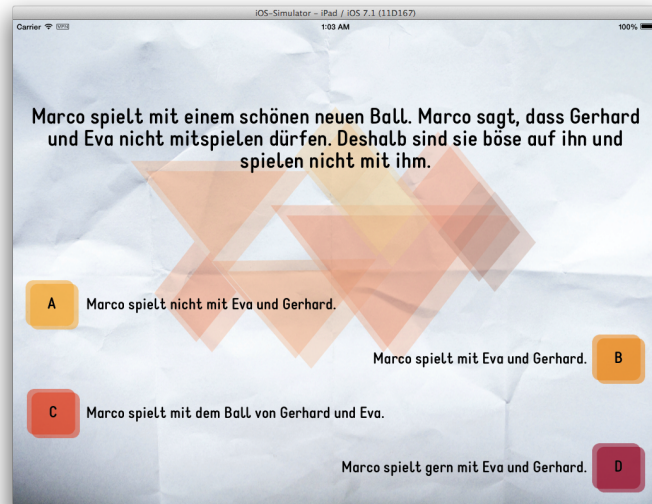 iOS-Simulator – iPad / iOS 7.1 (11D167)
Carrier VPN 1:03 AM 100%
Marco spielt mit einem schönen neuen Ball. Marco sagt, dass Gerhard
und Eva nicht mitspielen dürfen. Deshalb sind sie böse auf ihn und
spielen nicht mit ihm.
A Marco spielt nicht mit Eva und Gerhard.
Marco spielt mit Eva und Gerhard. B
C Marco spielt mit dem Ball von Gerhard und Eva.
Marco spielt gern mit Eva und Gerhard. D